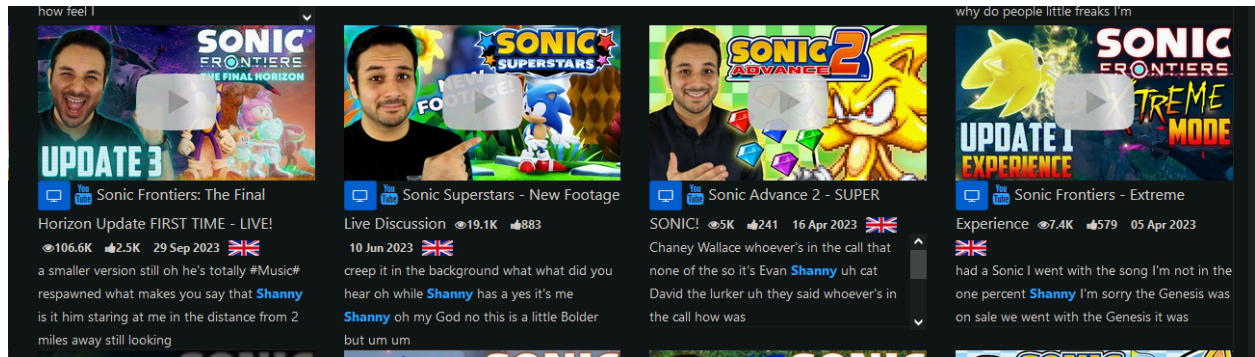 how feel I
why do people little freaks I'm
SONIC
FRONTIERS
THE FINAL HORIZON
UPDATE 3
You Tube Sonic Frontiers: The Final
Horizon Update FIRST TIME - LIVE!
106.6K 2.5K 29 Sep 2023
a smaller version still oh he's totally #Music#
respawned what makes you say that Shanny
is it him staring at me in the distance from 2
miles away still looking
SONIC
SUPERSTARS
NEW
FOOTAGE!
You Tube Sonic Superstars - New Footage
Live Discussion 19.1K 883
10 Jun 2023
creep it in the background what what did you
hear oh while Shanny has a yes it's me
Shanny oh my God no this is a little Bolder
but um um
SONIC
ADVANCE 2
You Tube Sonic Advance 2 - SUPER
SONIC! 5K 241 16 Apr 2023
Chaney Wallace whoever's in the call that
none of the so it's Evan Shanny uh cat
David the lurker uh they said whoever's in
the call how was
SONIC
FRONTIERS
UPDATE 1
EXPERIENCE
MODE
You Tube Sonic Frontiers - Extreme
Experience 7.4K 579 05 Apr 2023
had a Sonic I went with the song I'm not in the
one percent Shanny I'm sorry the Genesis was
on sale we went with the Genesis it was